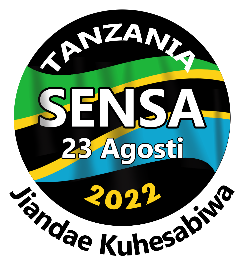 TANZANIA
SENSA
23 Agosti
2022
Jiandae Kuhesabiwa